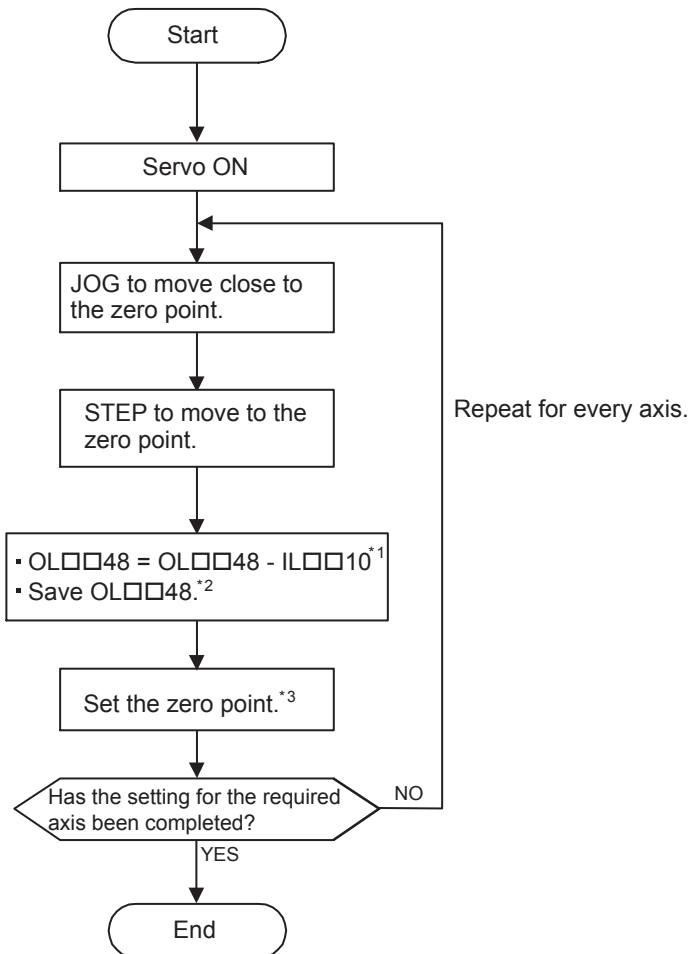 Start
Servo ON
JOG to move close to
the zero point.
STEP to move to the
zero point.
Repeat for every axis.
▪ OL□□48 = OL□□48 - IL□□10*1
▪ Save OL□□48.*2
Set the zero point.*3
Has the setting for the required
axis been completed?
NO
YES
End